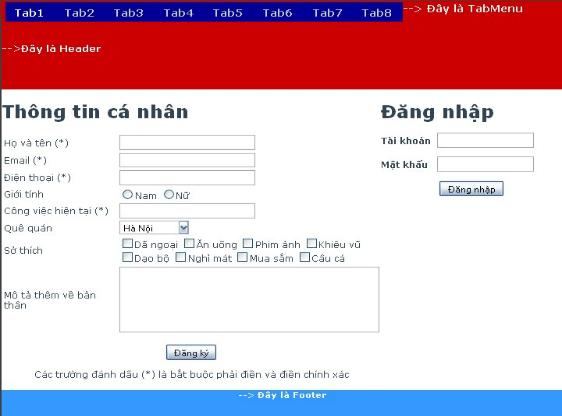 Tab1 Tab2 Tab3 Tab4 Tab5 Tab6 Tab7 Tab8 --> Đây là TabMenu
-->Đây là Header
Thông tin cá nhân
Họ và tên (*)
Email (*)
Điện thoại (*)
Giới tính Nam Nữ
Công việc hiện tại (*)
Quê quán Hà Nội
Sở thích
Dã ngoại Ăn uống Phim ảnh Khiêu vũ
Dạo bộ Nghỉ mát Mua sắm Câu cá
Mô tả thêm về bản
thân
Đăng ký
Các trường đánh dấu (*) là bắt buộc phải điền và điền chính xác
Đăng nhập
Tài khoản
Mật khẩu
Đăng nhập
--> Đây là Footer